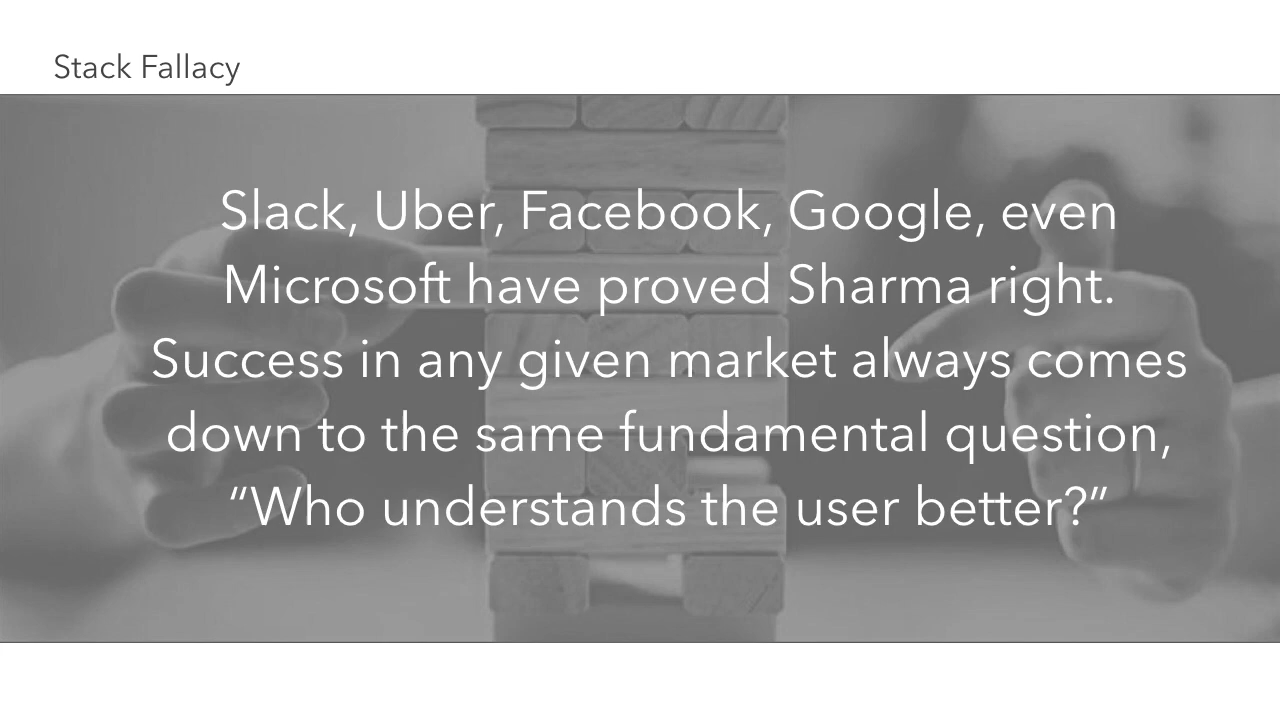 Stack Fallacy
Slack, Uber, Facebook, Google, even
Microsoft have proved Sharma right.
Success in any given market always comes
down to the same fundamental question,
“Who understands the user better?”